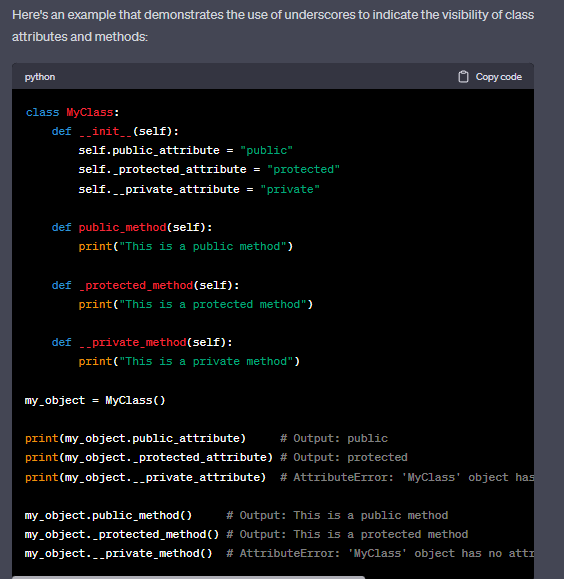 Here's an example that demonstrates the use of underscores to indicate the visibility of class
attributes and methods:
python
Copy code
class MyClass:
    def __init__(self):
        self.public_attribute = "public"
        self._protected_attribute = "protected"
        self.__private_attribute = "private"
    def public_method(self):
        print("This is a public method")
    def _protected_method(self):
        print("This is a protected method")
    def __private_method(self):
        print("This is a private method")
my_object = MyClass()
print(my_object.public_attribute)     # Output: public
print(my_object._protected_attribute) # Output: protected
print(my_object.__private_attribute)  # AttributeError: 'MyClass' object has
my_object.public_method()     # Output: This is a public method
my_object._protected_method() # Output: This is a protected method
my_object.__private_method()  # AttributeError: 'MyClass' object has no attr